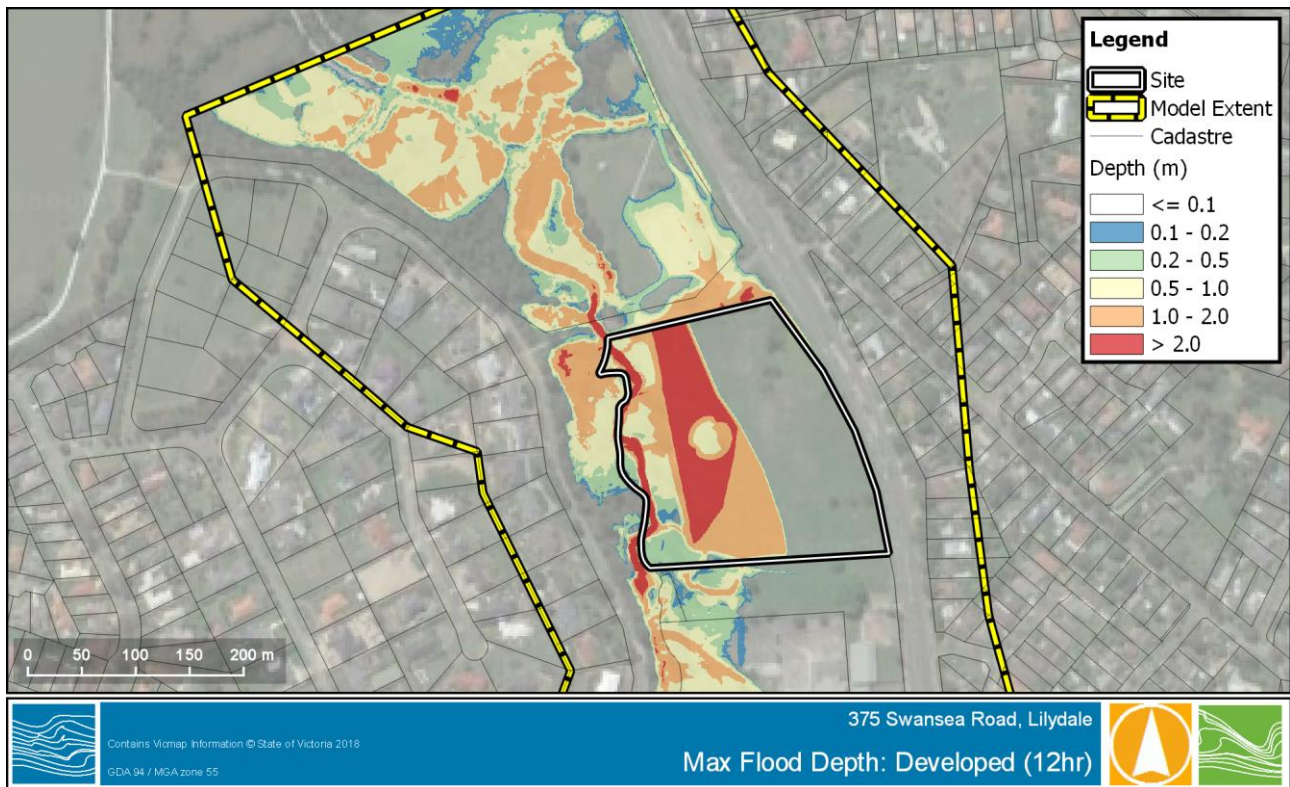 Legend
Site
Model Extent
Cadastre
Depth (m)
<= 0.1
0.1 - 0.2
0.2 - 0.5
0.5 - 1.0
1.0 - 2.0
> 2.0
0 50 100 150 200 m
375 Swansea Road, Lilydale
Contains Vicmap Information © State of Victoria 2018
Max Flood Depth: Developed (12hr)
GDA 94 / MGA zone 55